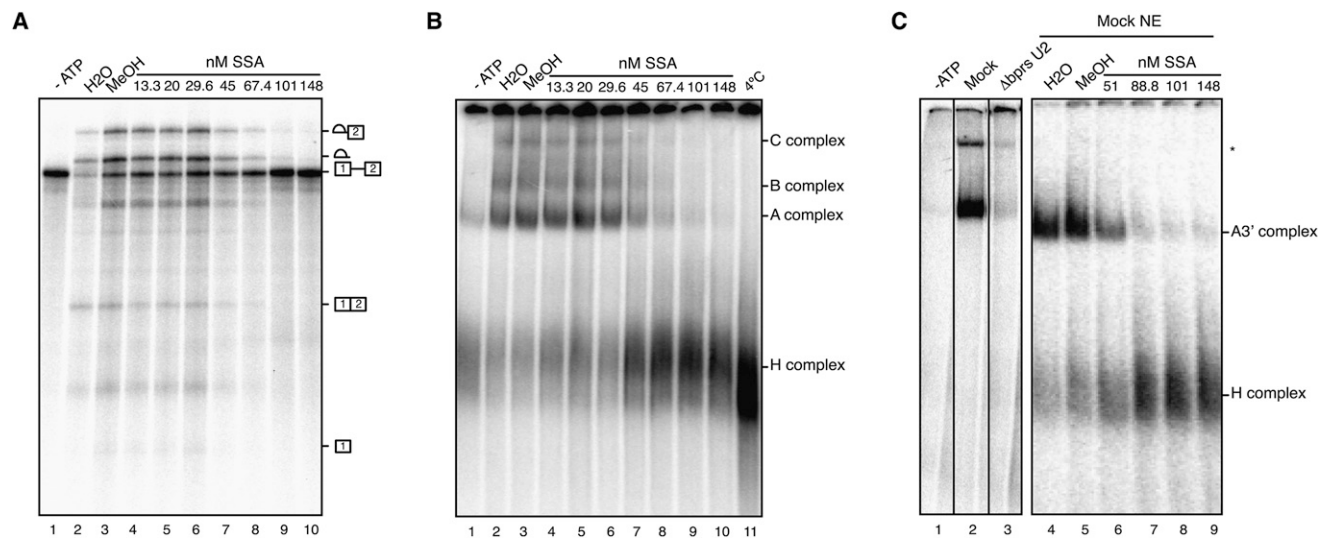 A
nM SSA
- ATP H2O MeOH 13.3 20 29.6 45 67.4 101 148
2
1 2
1 2
1
1 2 3 4 5 6 7 8 9 10
B
nM SSA
- ATP H2O MeOH 13.3 20 29.6 45 67.4 101 148 4°C
C complex
B complex
A complex
H complex
1 2 3 4 5 6 7 8 9 10 11
C
Mock NE
nM SSA
-ATP Mock Δbprs U2 H2O MeOH 51 88.8 101 148
*
A3' complex
H complex
1 2 3 4 5 6 7 8 9